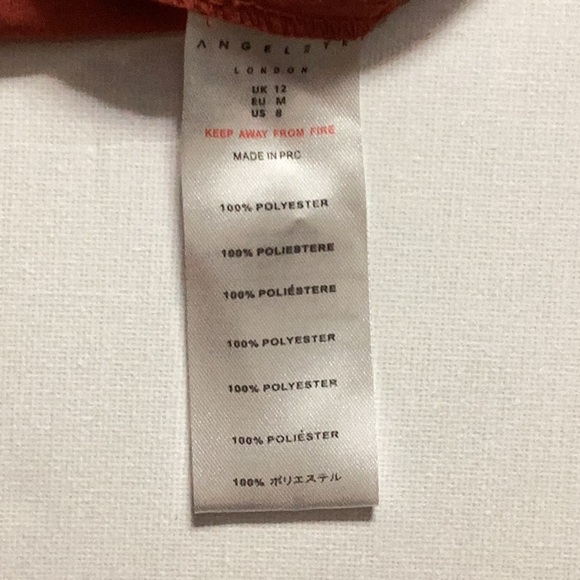 ANGELEYE
LONDON
UK 12
EU M
US 8
KEEP AWAY FROM FIRE
MADE IN PRC
100% POLYESTER
100% POLIESTERE
100% POLIÉSTERE
100% POLYESTER
100% POLYESTER
100% POLIÉSTER
100% ポリエステル